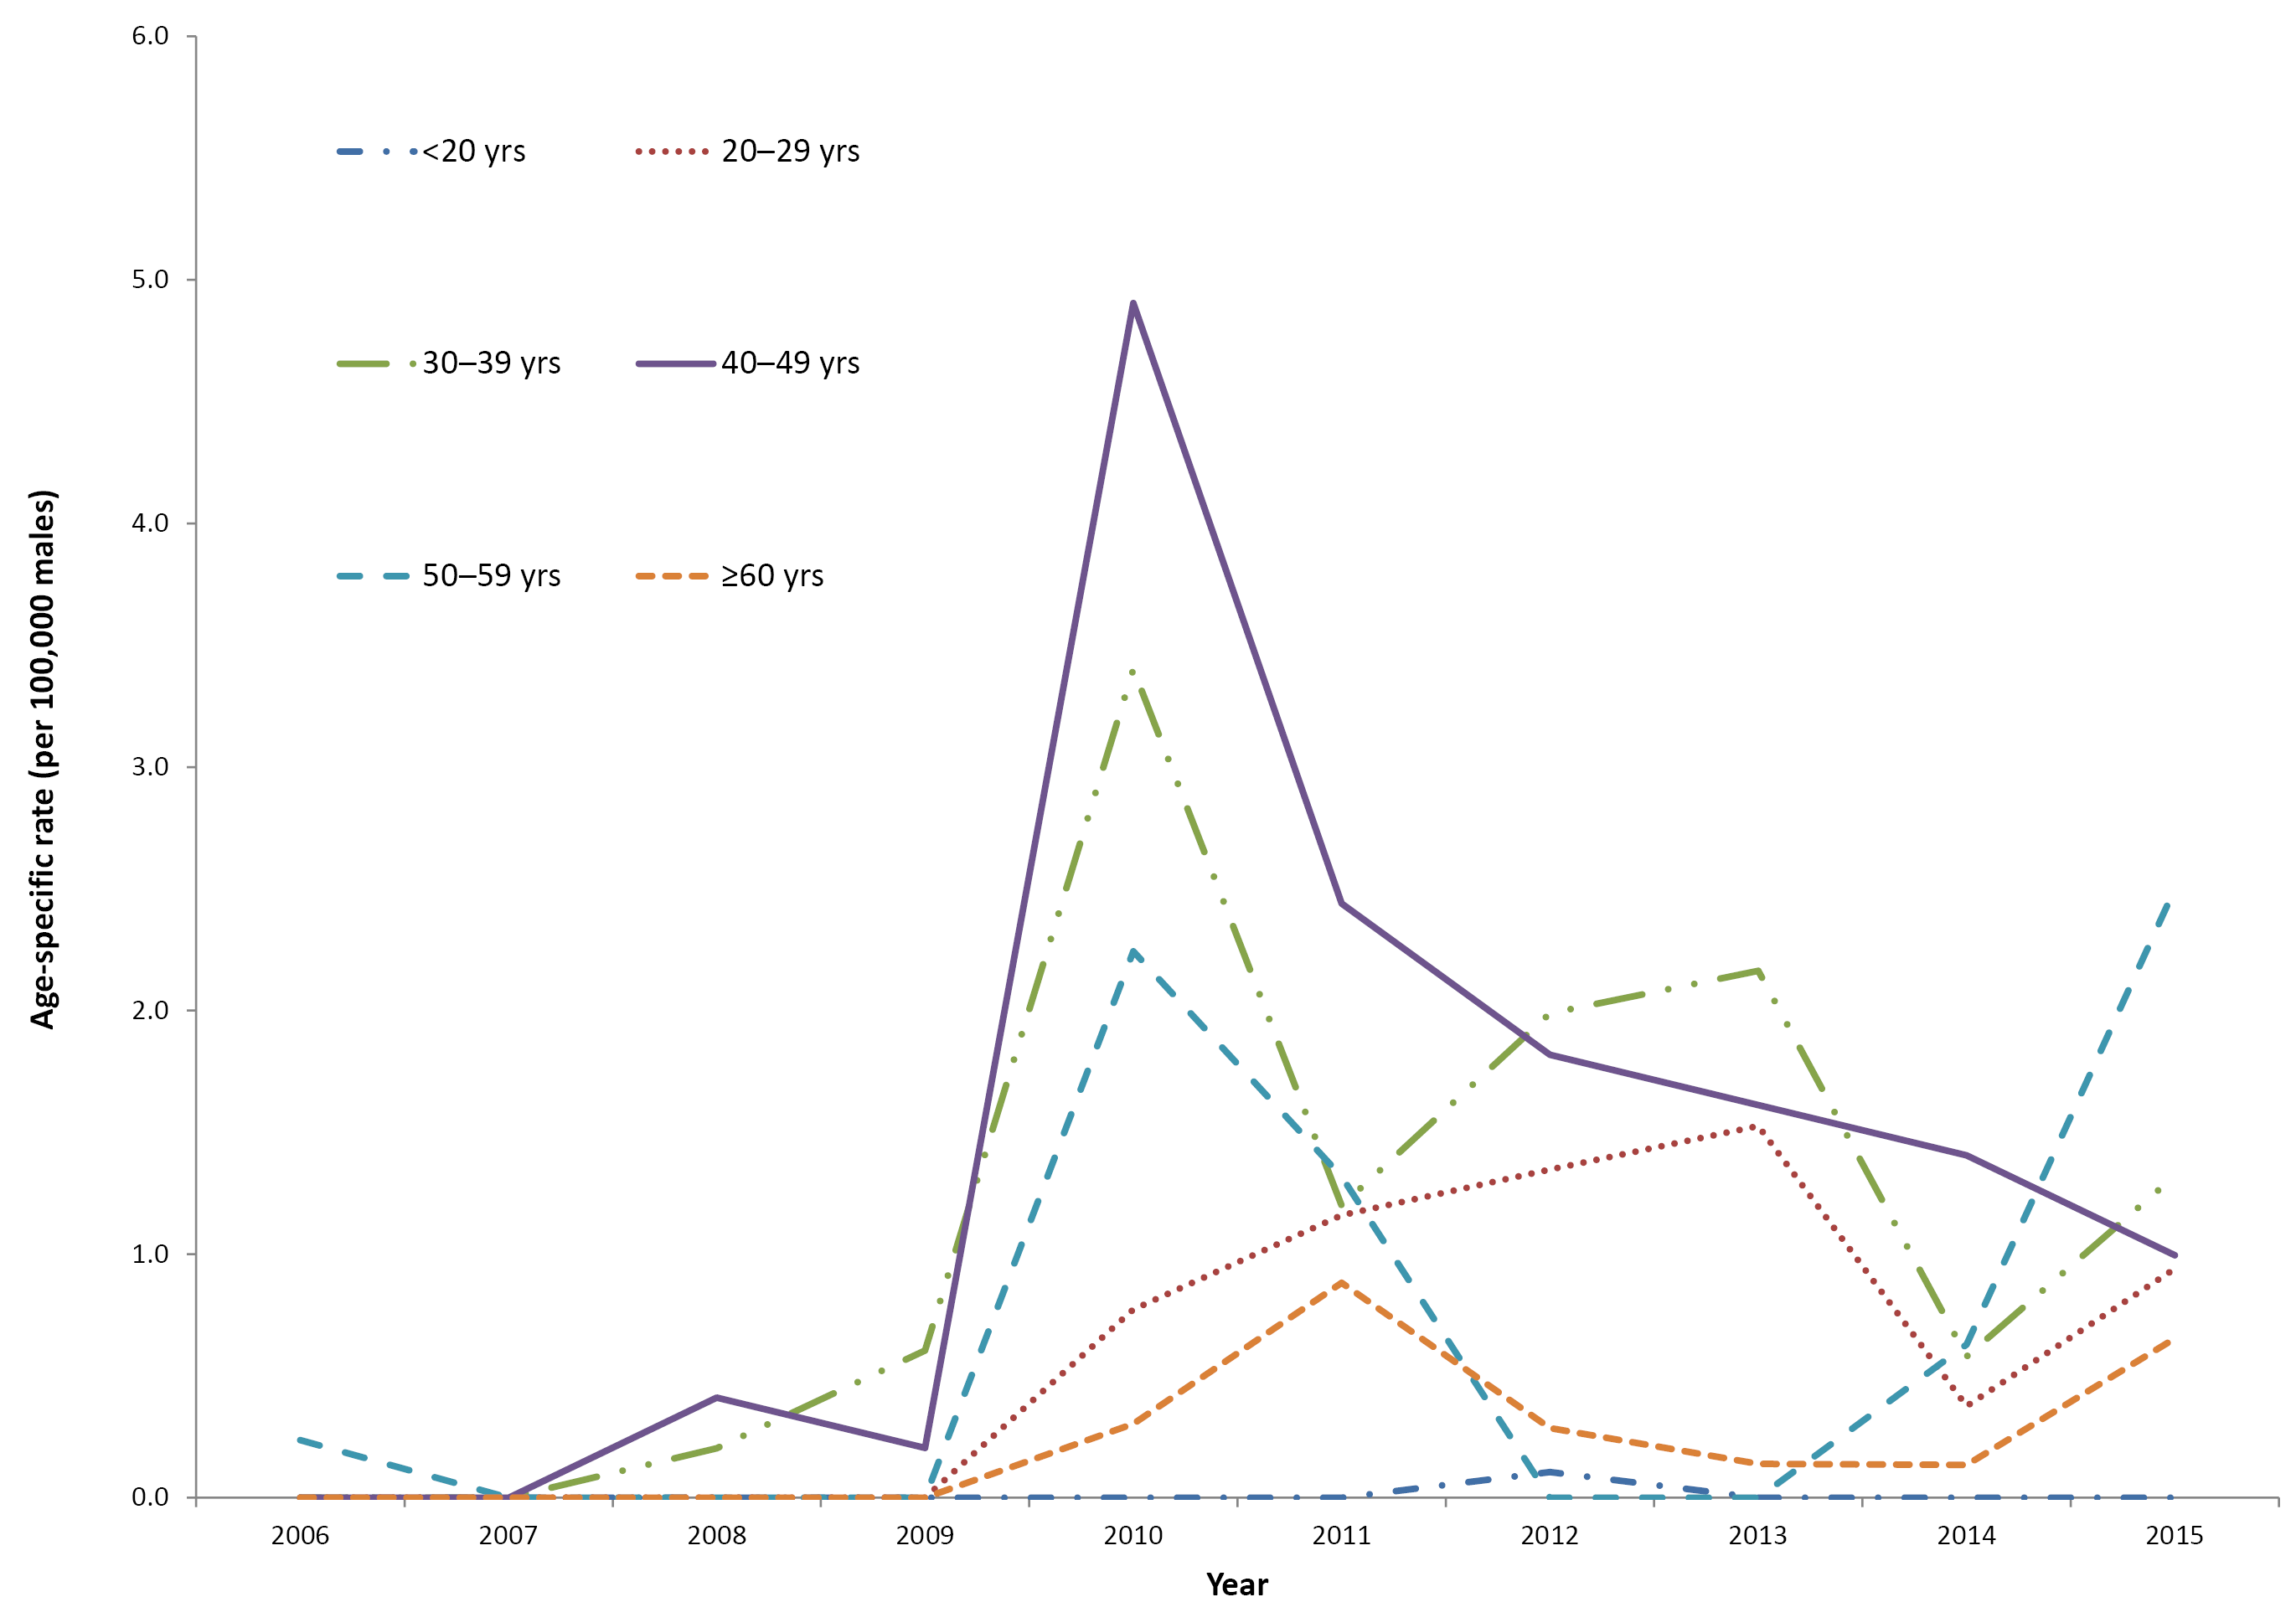 6.0
5.0
4.0
3.0
2.0
1.0
0.0
Age-specific rate (per 100,000 males)
<20 yrs
20–29 yrs
30–39 yrs
40–49 yrs
50–59 yrs
≥60 yrs
2006 2007 2008 2009 2010 2011 2012 2013 2014 2015
Year